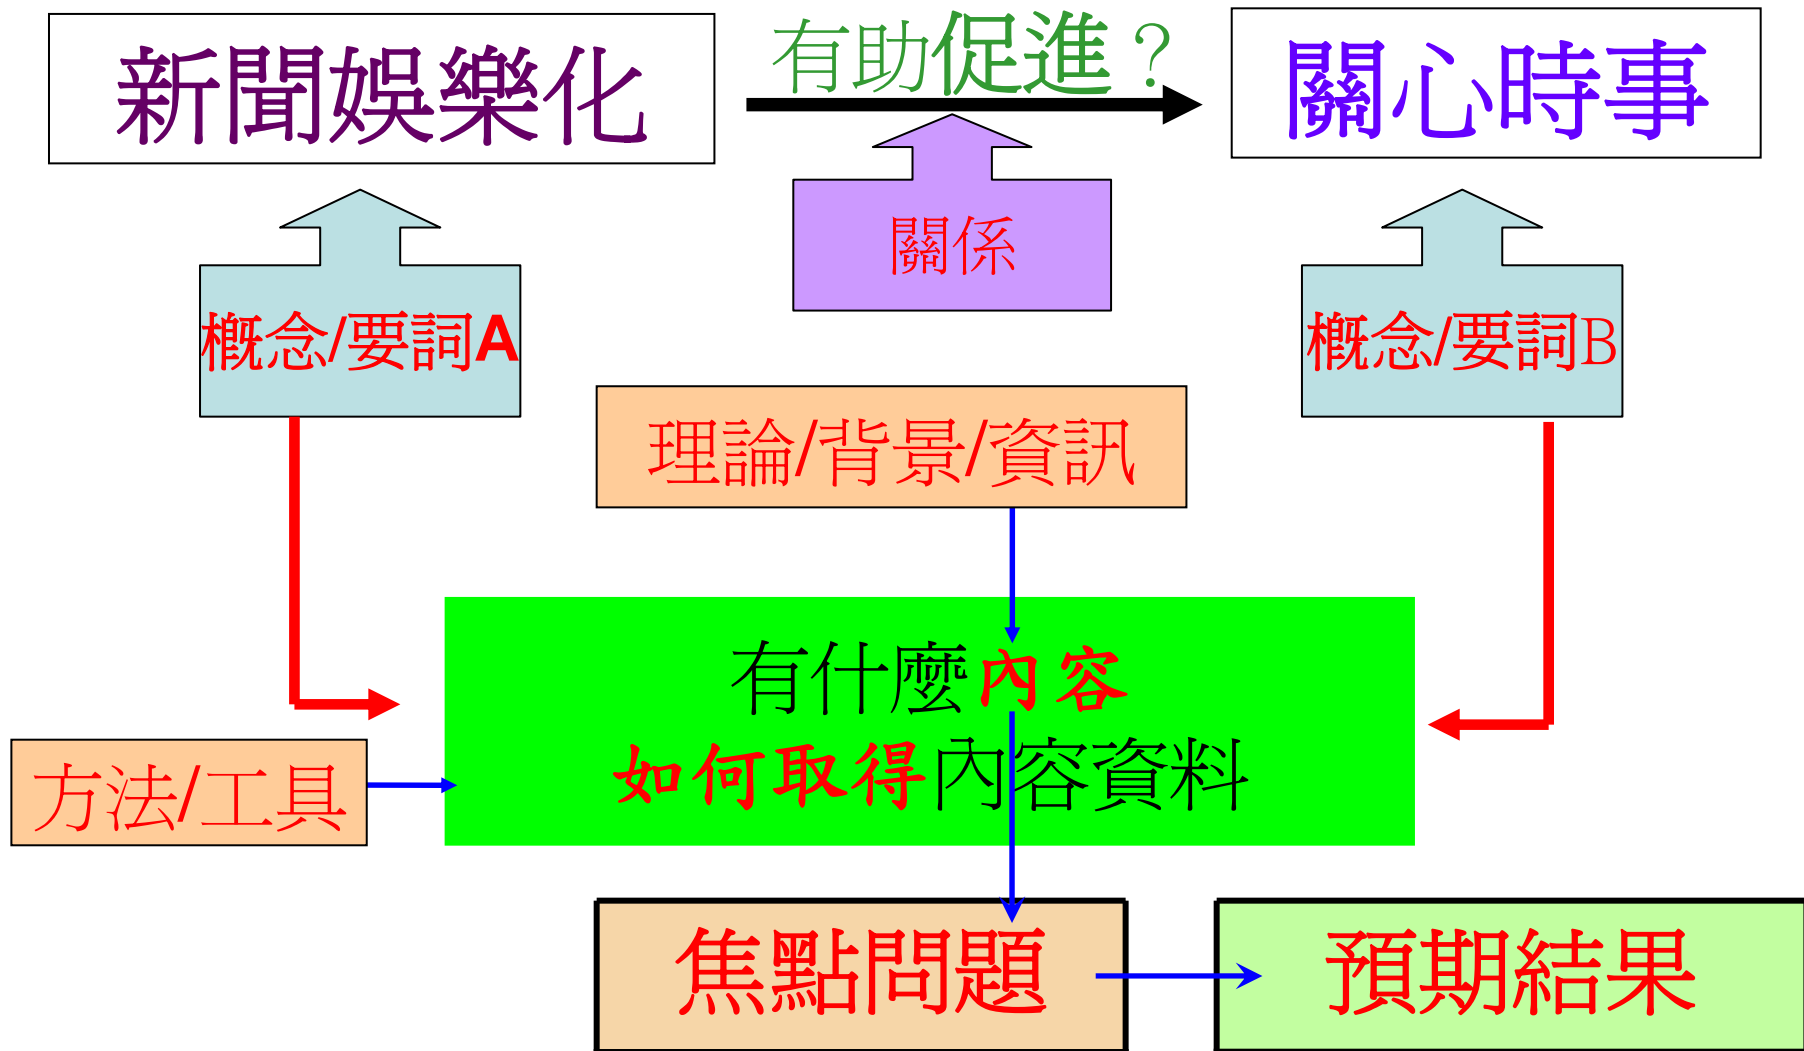 新聞娛樂化
有助促進？
關心時事
關係
概念/要詞A
概念/要詞B
理論/背景/資訊
有什麼內容
如何取得內容資料
方法/工具
焦點問題
預期結果